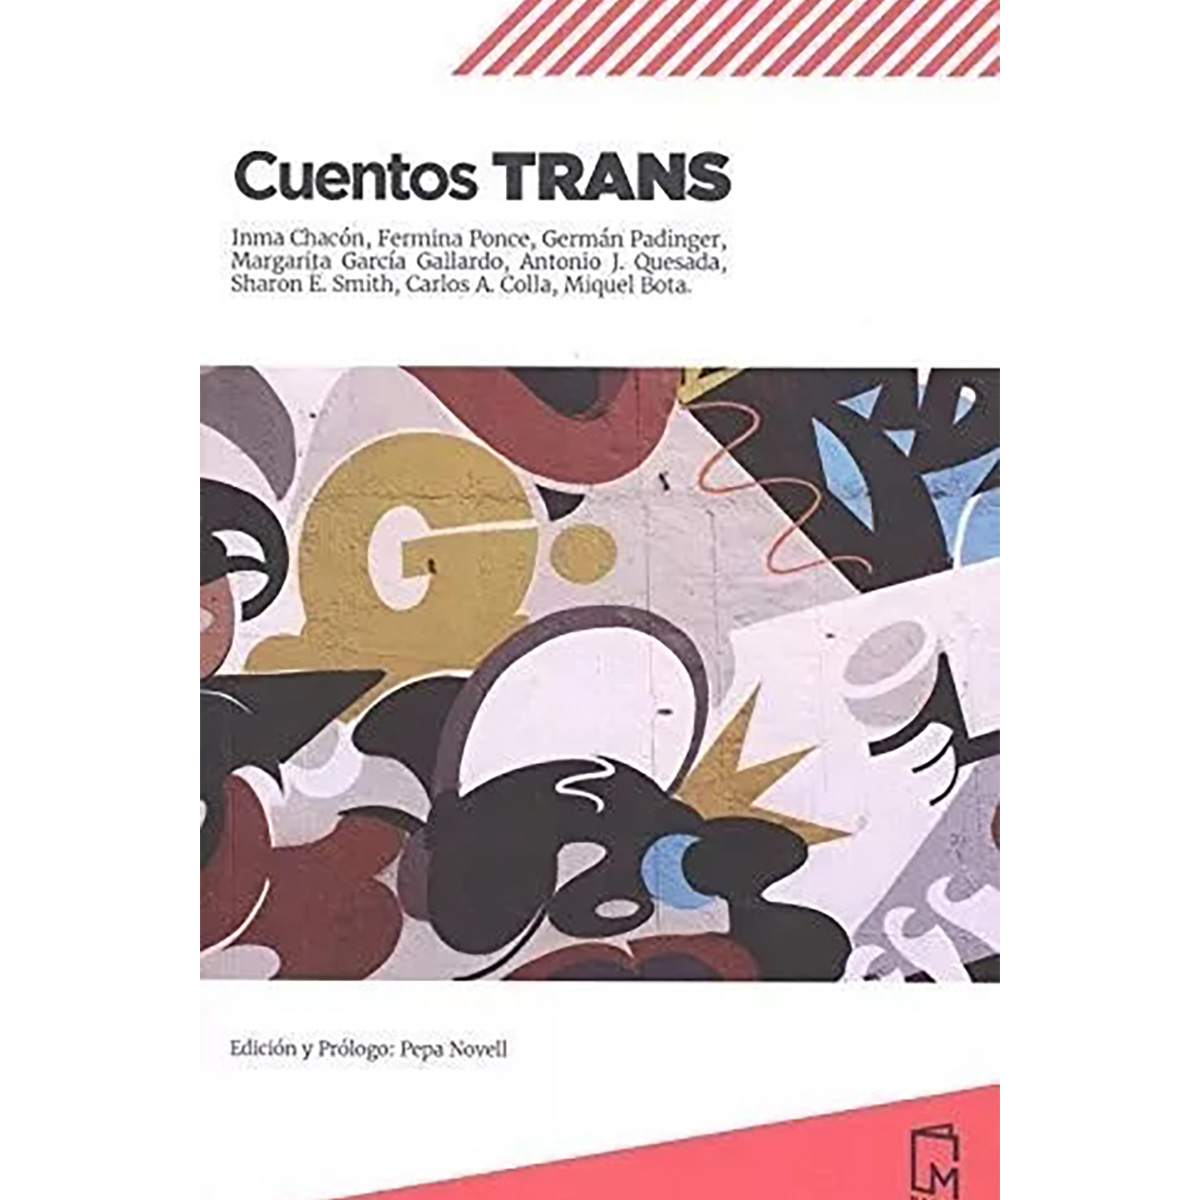 Cuentos TRANS
Inma Chacón, Fermina Ponce, Germán Padinger,
Margarita García Gallardo, Antonio J. Quesada,
Sharon E. Smith, Carlos A. Colla, Miquel Bota.
G
Edición y Prólogo: Pepa Novell
M